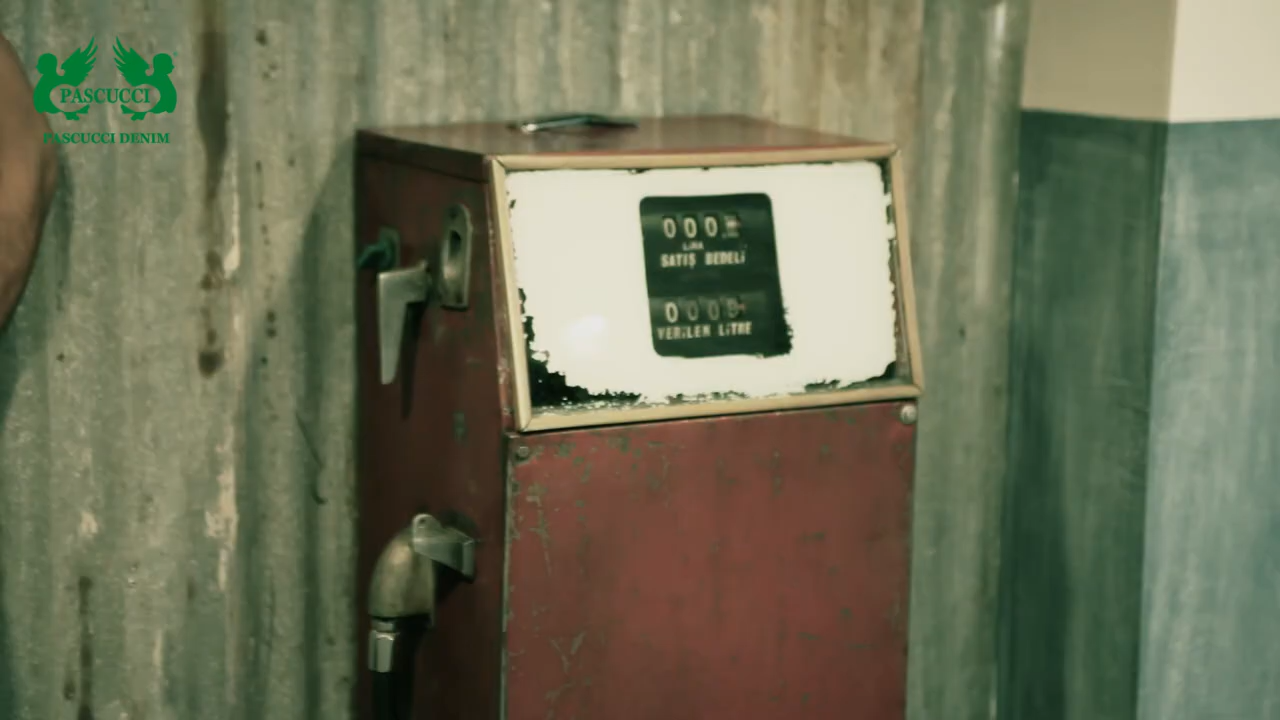 PASCUCCI
PASCUCCI DENIM
000
LİRA
SATIŞ BEDELİ
000
VERİLEN LİTRE